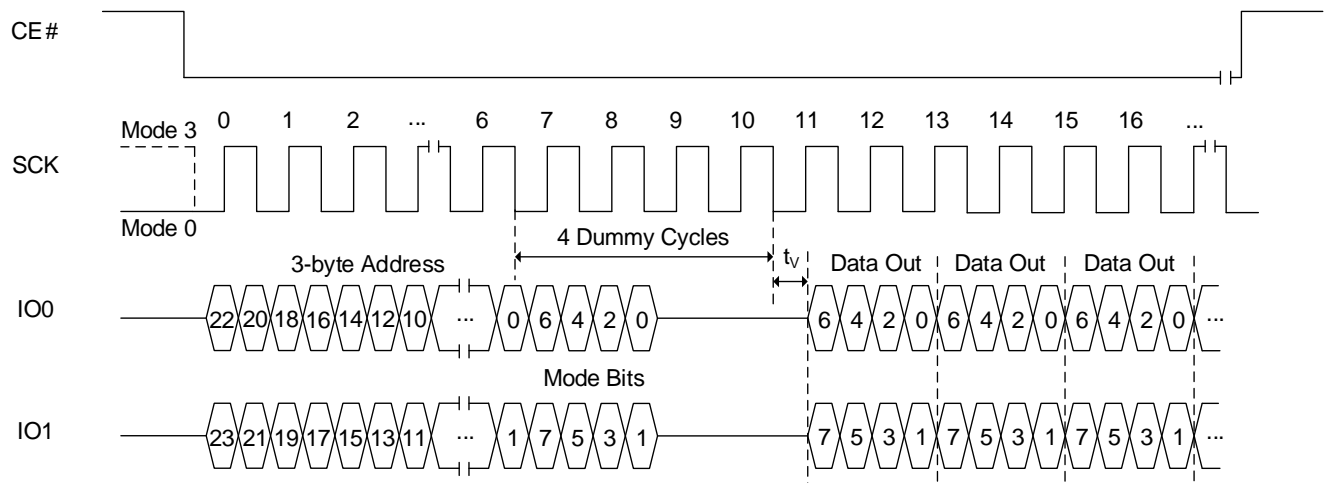 CE#
0 1 2 ... 6 7 8 9 10 11 12 13 14 15 16 ...
Mode 3
SCK
Mode 0
4 Dummy Cycles
3-byte Address tV Data Out Data Out Data Out
IO0 22 20 18 16 14 12 10 ... 0 6 4 2 0 6 4 2 0 6 4 2 0 6 4 2 0 ...
Mode Bits
IO1 23 21 19 17 15 13 11 ... 1 7 5 3 1 7 5 3 1 7 5 3 1 7 5 3 1 ...